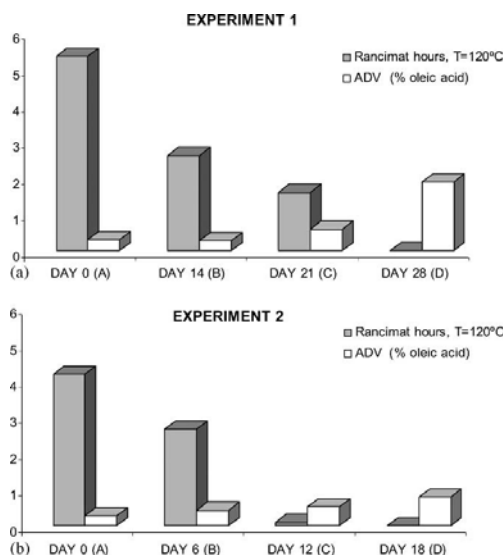 EXPERIMENT 1
6
5
4
3
2
1
0
Rancimat hours, T=120ºC
ADV (% oleic acid)
(a)
DAY 0 (A) DAY 14 (B) DAY 21 (C) DAY 28 (D)
EXPERIMENT 2
6
5
4
3
2
1
0
Rancimat hours, T=120ºC
ADV (% oleic acid)
(b)
DAY 0 (A) DAY 6 (B) DAY 12 (C) DAY 18 (D)